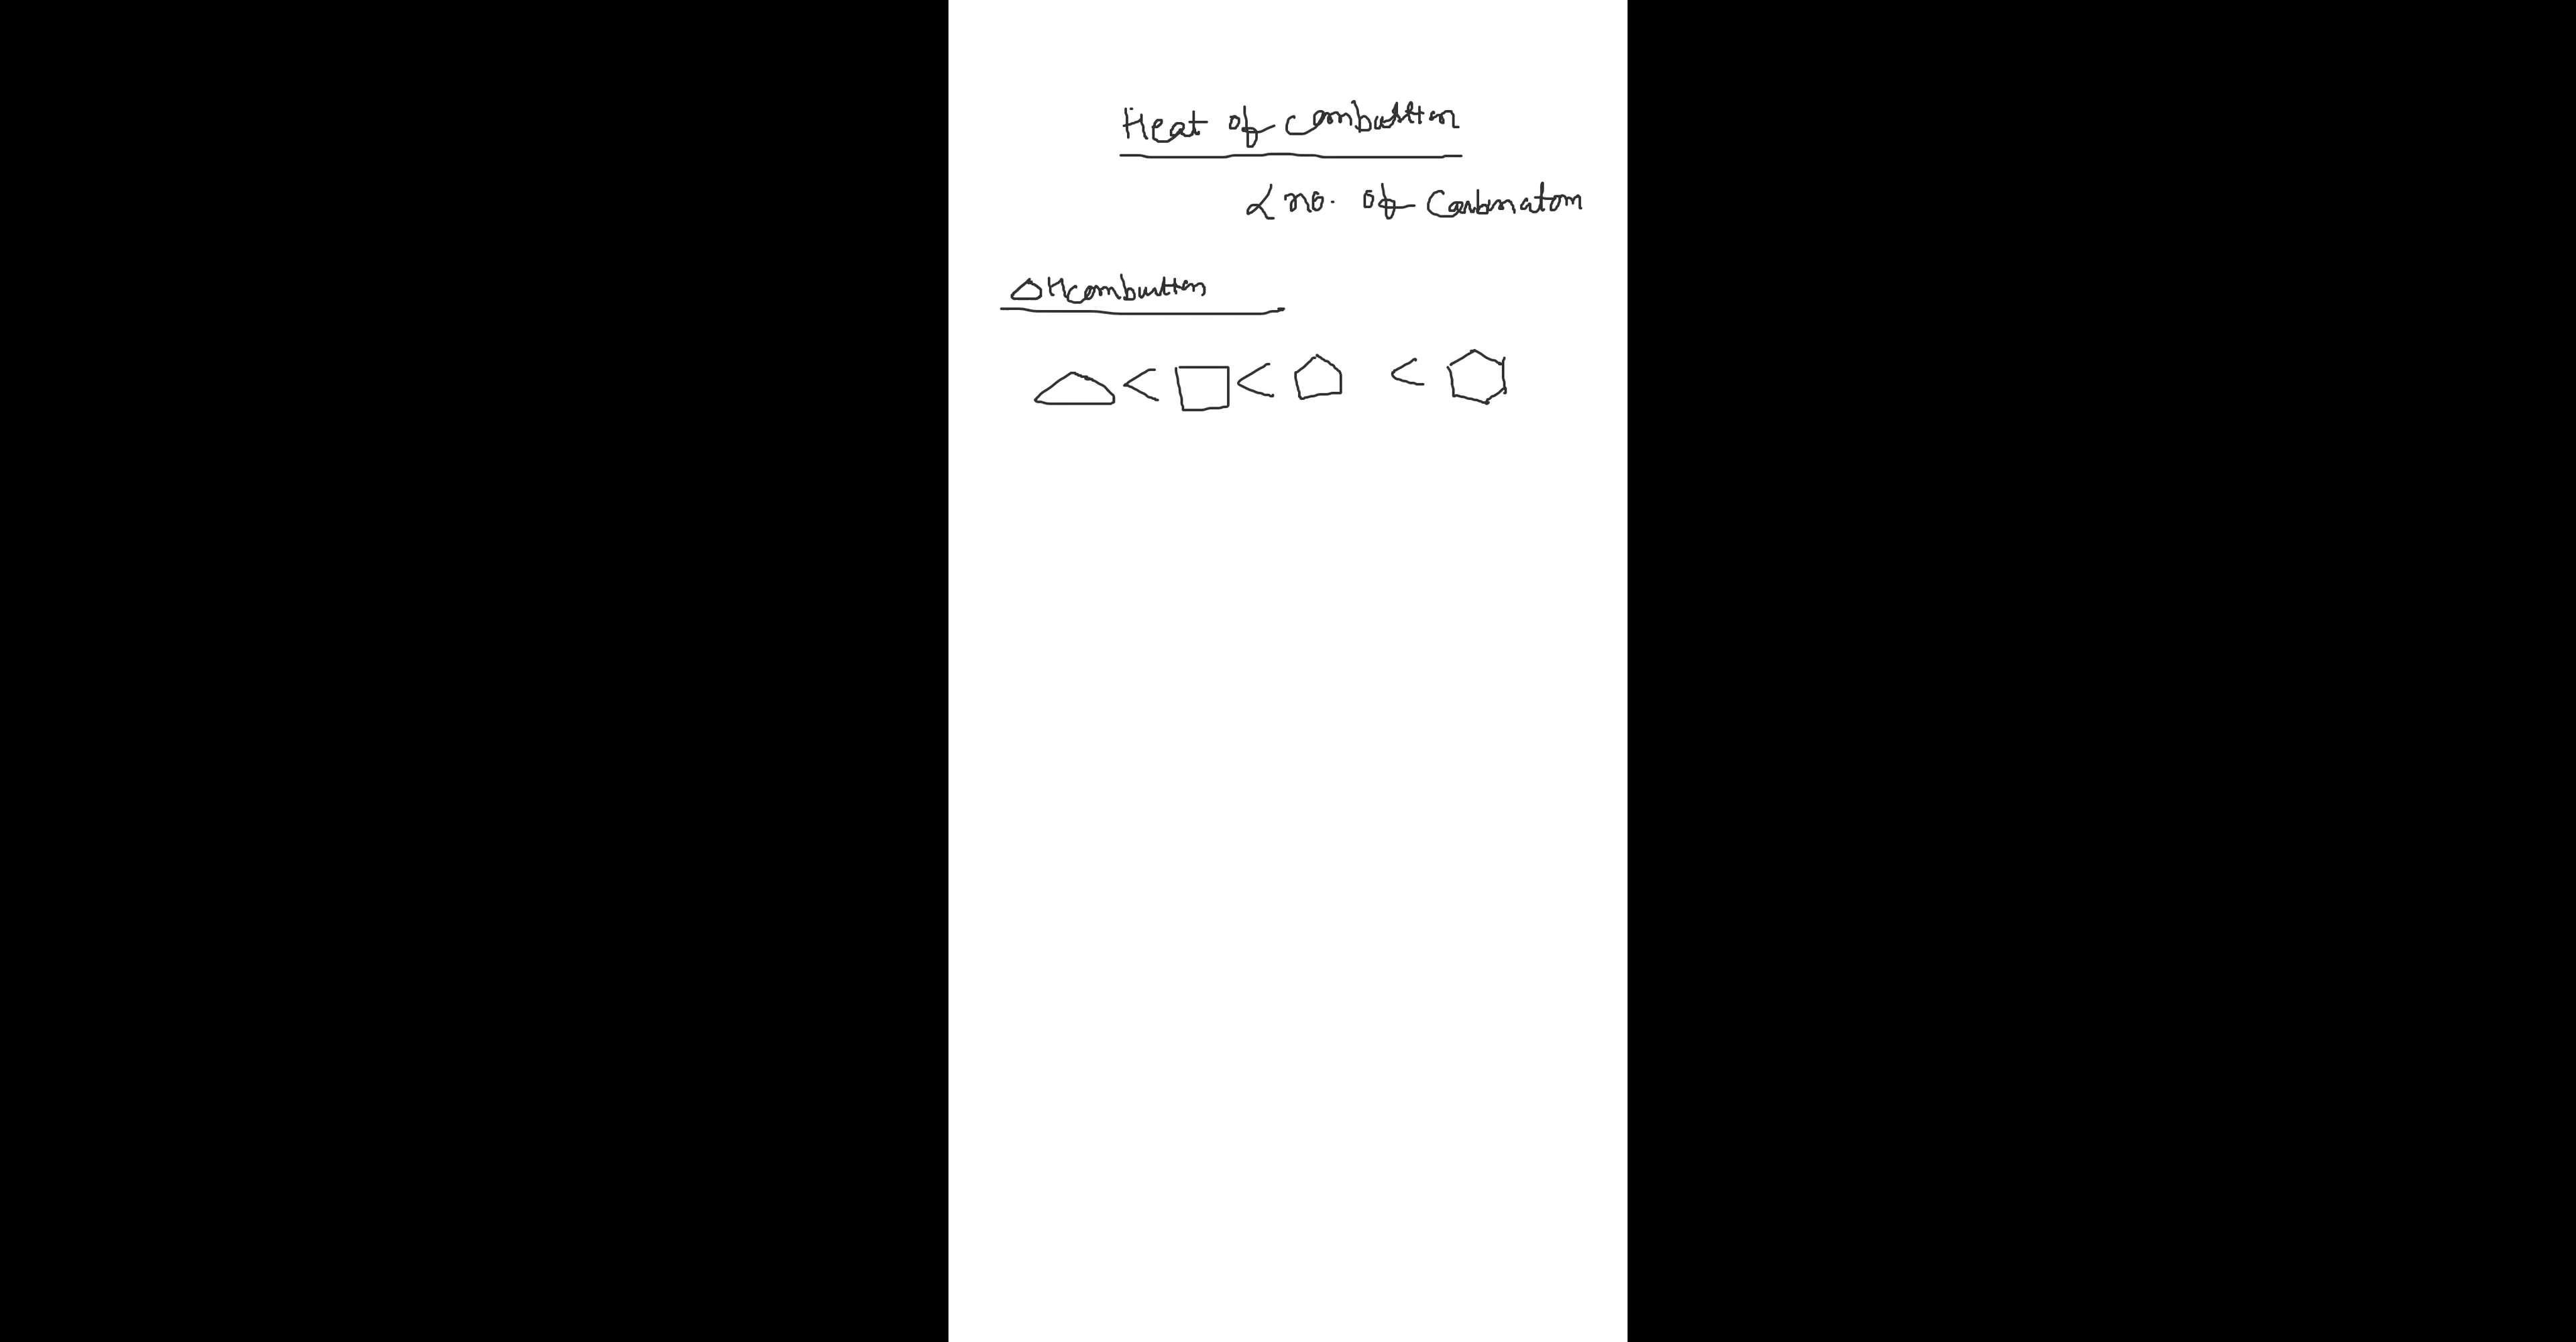 Heat of combustion
∝ no. of Carbon atom
ΔHcombustion
< < <